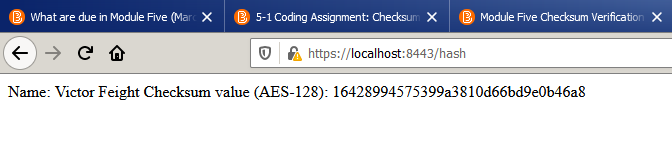 What are due in Module Five (Marc
5-1 Coding Assignment: Checksum
Module Five Checksum Verification
https://localhost:8443/hash
Name: Victor Feight Checksum value (AES-128): 16428994575399a3810d66bd9e0b46a8